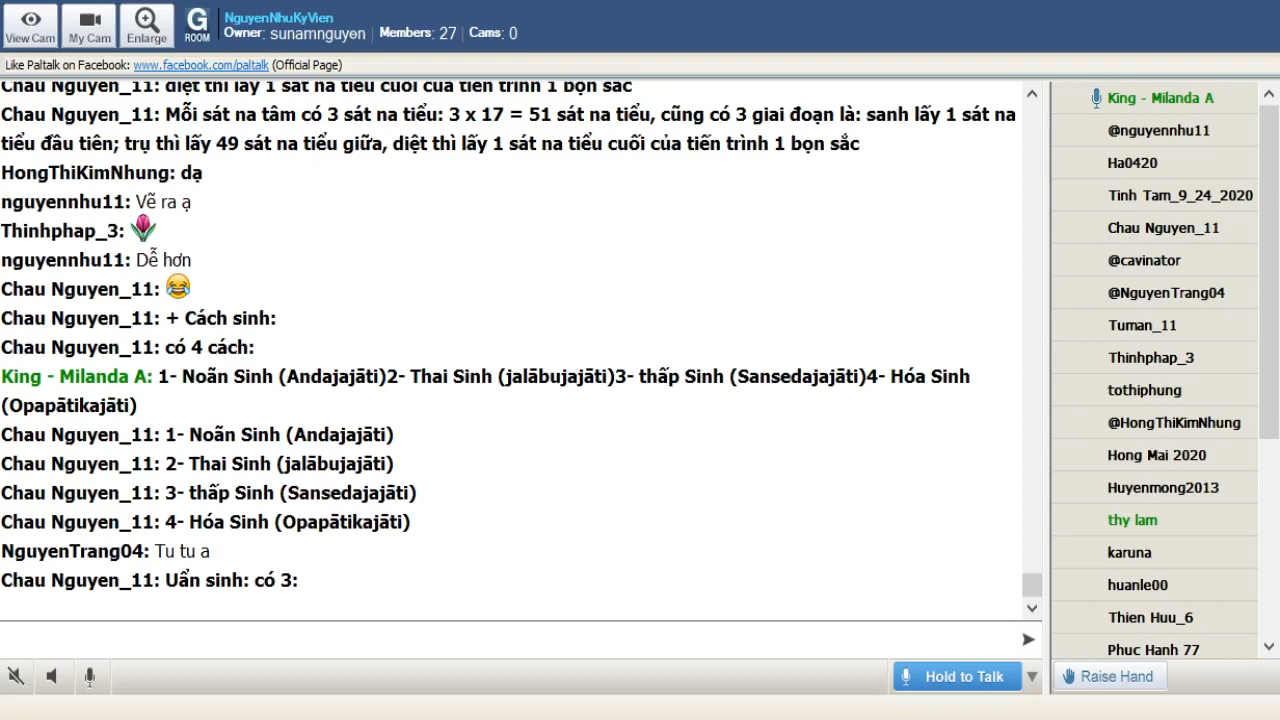 View Cam
My Cam
Enlarge
G
ROOM
NguyenNhuKyVien
Owner: sunamnguyen | Members: 27 | Cams: 0
Like Paltalk on Facebook: www.facebook.com/paltalk (Official Page)
Chau Nguyen_11: diệt thì lấy 1 sát na tiểu cuối của tiến trình 1 bọn sắc
Chau Nguyen_11: Mỗi sát na tâm có 3 sát na tiểu: 3 x 17 = 51 sát na tiểu, cũng có 3 giai đoạn là: sanh lấy 1 sát na
tiểu đầu tiên; trụ thì lấy 49 sát na tiểu giữa, diệt thì lấy 1 sát na tiểu cuối của tiến trình 1 bọn sắc
HongThiKimNhung: dạ
nguyennhu11: Vẽ ra ạ
Thinhphap_3:
nguyennhu11: Dễ hơn
Chau Nguyen_11:
Chau Nguyen_11: + Cách sinh:
Chau Nguyen_11: có 4 cách:
King - Milanda A: 1- Noãn Sinh (Andajajāti)2- Thai Sinh (jalābujajāti)3- thấp Sinh (Sansedajajāti)4- Hóa Sinh
(Opapātikajāti)
Chau Nguyen_11: 1- Noãn Sinh (Andajajāti)
Chau Nguyen_11: 2- Thai Sinh (jalābujajāti)
Chau Nguyen_11: 3- thấp Sinh (Sansedajajāti)
Chau Nguyen_11: 4- Hóa Sinh (Opapātikajāti)
NguyenTrang04: Tu tu a
Chau Nguyen_11: Uẩn sinh: có 3:
King - Milanda A
@nguyennhu11
Ha0420
Tinh Tam_9_24_2020
Chau Nguyen_11
@cavinator
@NguyenTrang04
Tuman_11
Thinhphap_3
tothiphung
@HongThiKimNhung
Hong Mai 2020
Huyenmong2013
thy lam
karuna
huanle00
Thien Huu_6
Phuc Hanh 77
Hold to Talk
Raise Hand